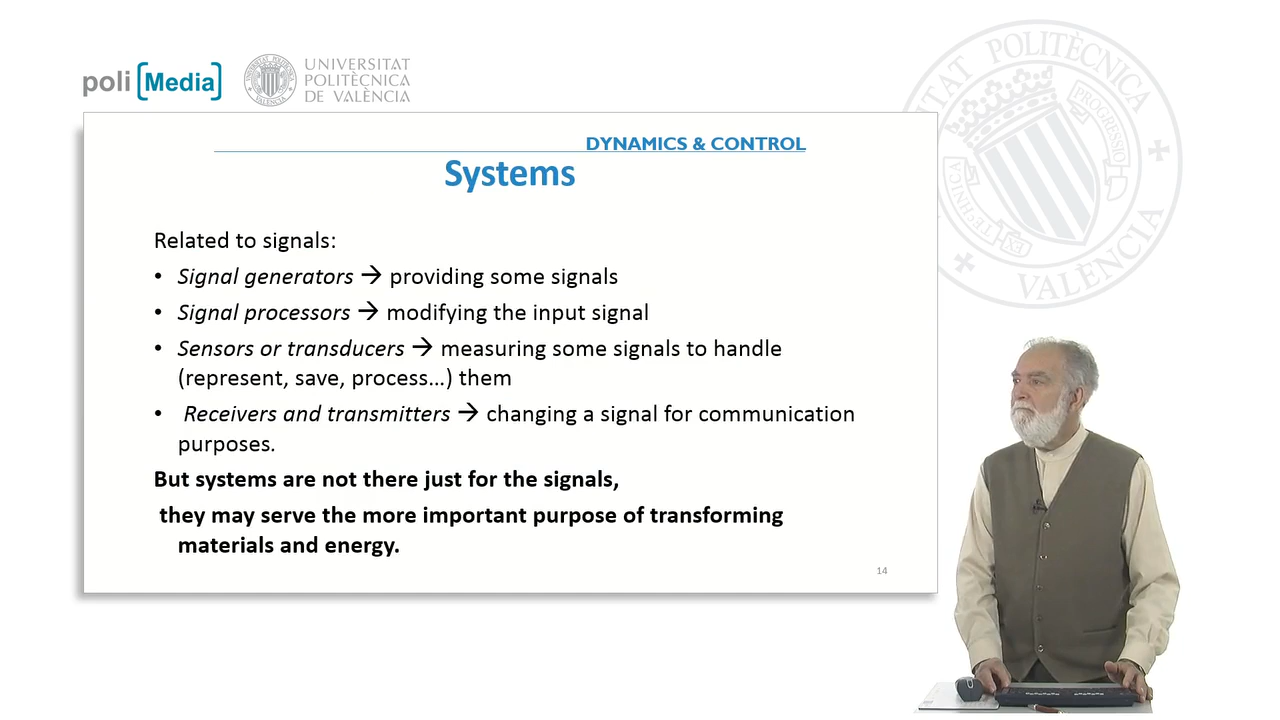 poli[Media]
UNIVERSITAT
POLITÈCNICA
DE VALÈNCIA
DYNAMICS & CONTROL
Systems
Related to signals:
• Signal generators → providing some signals
• Signal processors → modifying the input signal
• Sensors or transducers → measuring some signals to handle
(represent, save, process...) them
• Receivers and transmitters → changing a signal for communication
purposes.
But systems are not there just for the signals,
they may serve the more important purpose of transforming
materials and energy.
14
POLITÈCNICA
VALÈNCIA
PROGRESSIO